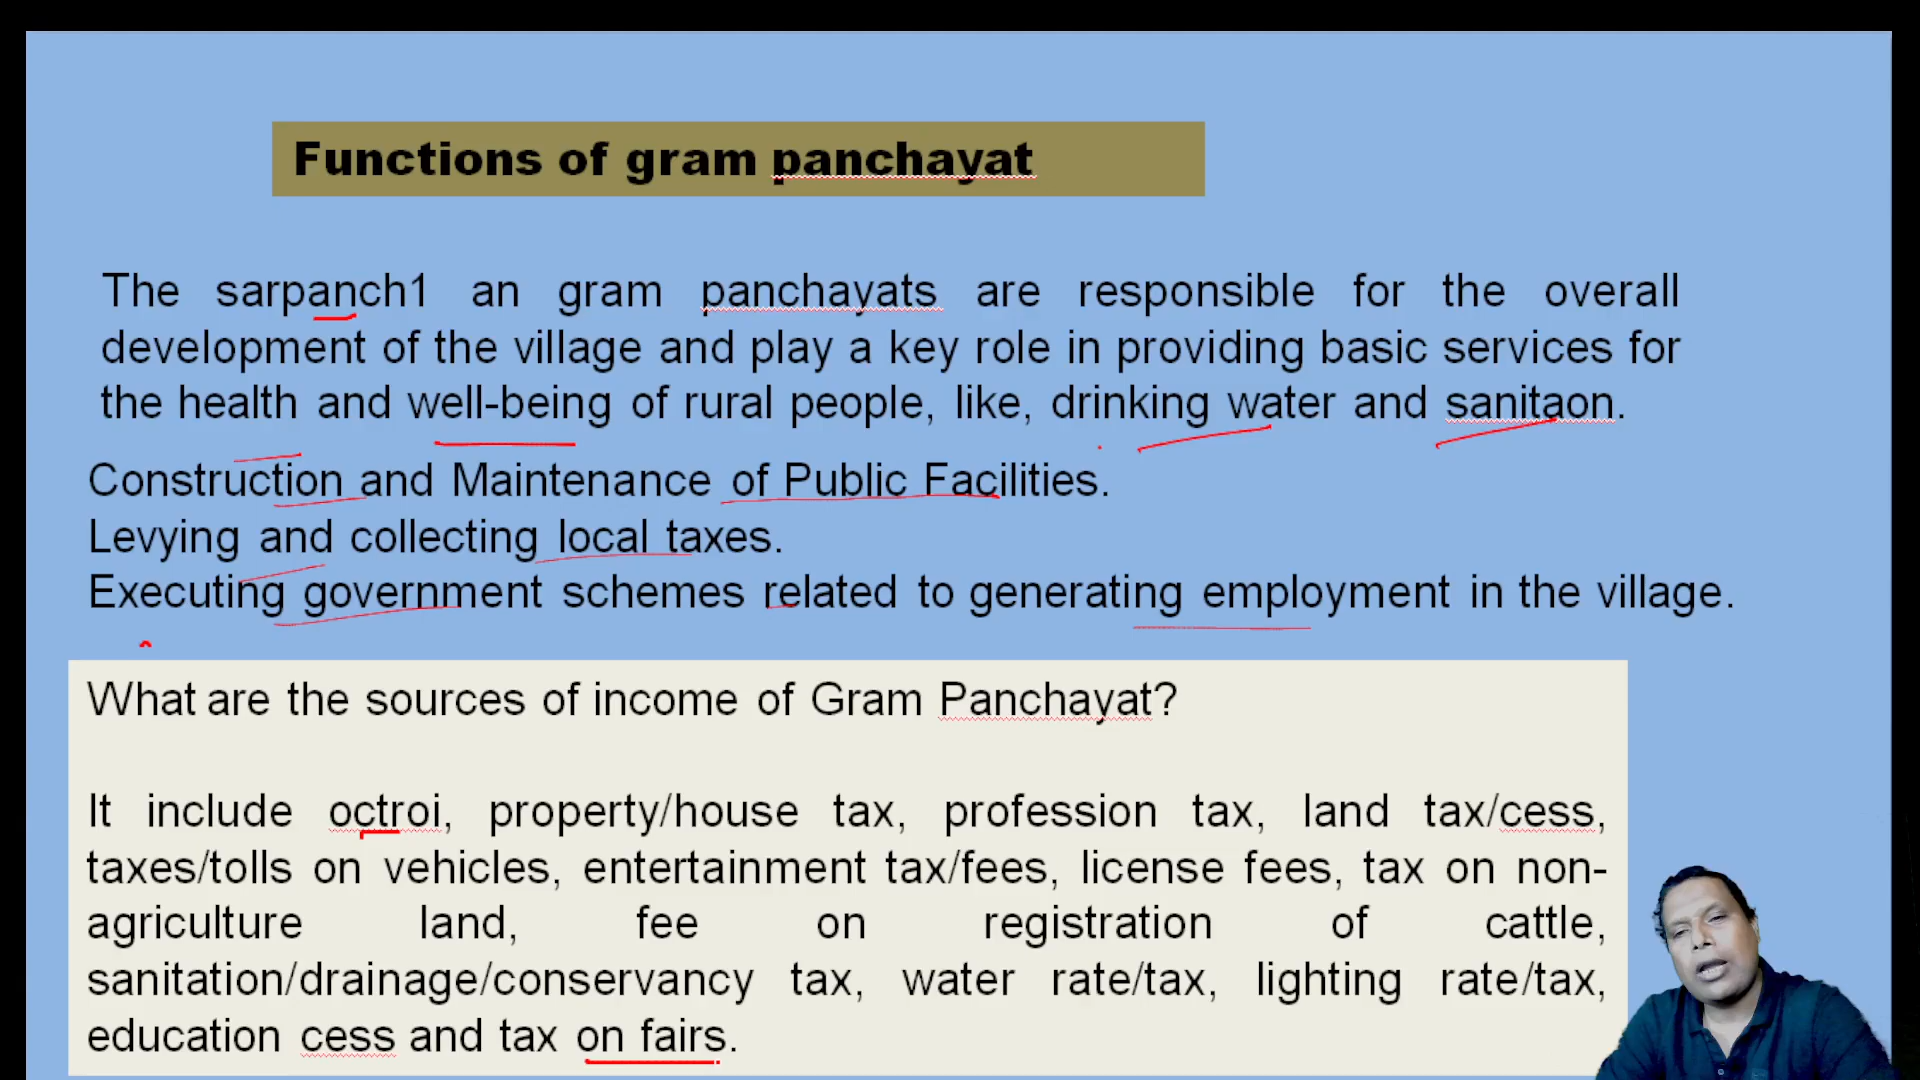 Functions of gram panchayat
The sarpanch1 an gram panchayats are responsible for the overall
development of the village and play a key role in providing basic services for
the health and well-being of rural people, like, drinking water and sanitaon.
Construction and Maintenance of Public Facilities.
Levying and collecting local taxes.
Executing government schemes related to generating employment in the village.
What are the sources of income of Gram Panchayat?
It include octroi, property/house tax, profession tax, land tax/cess,
taxes/tolls on vehicles, entertainment tax/fees, license fees, tax on non-
agriculture land, fee on registration of cattle,
sanitation/drainage/conservancy tax, water rate/tax, lighting rate/tax,
education cess and tax on fairs.